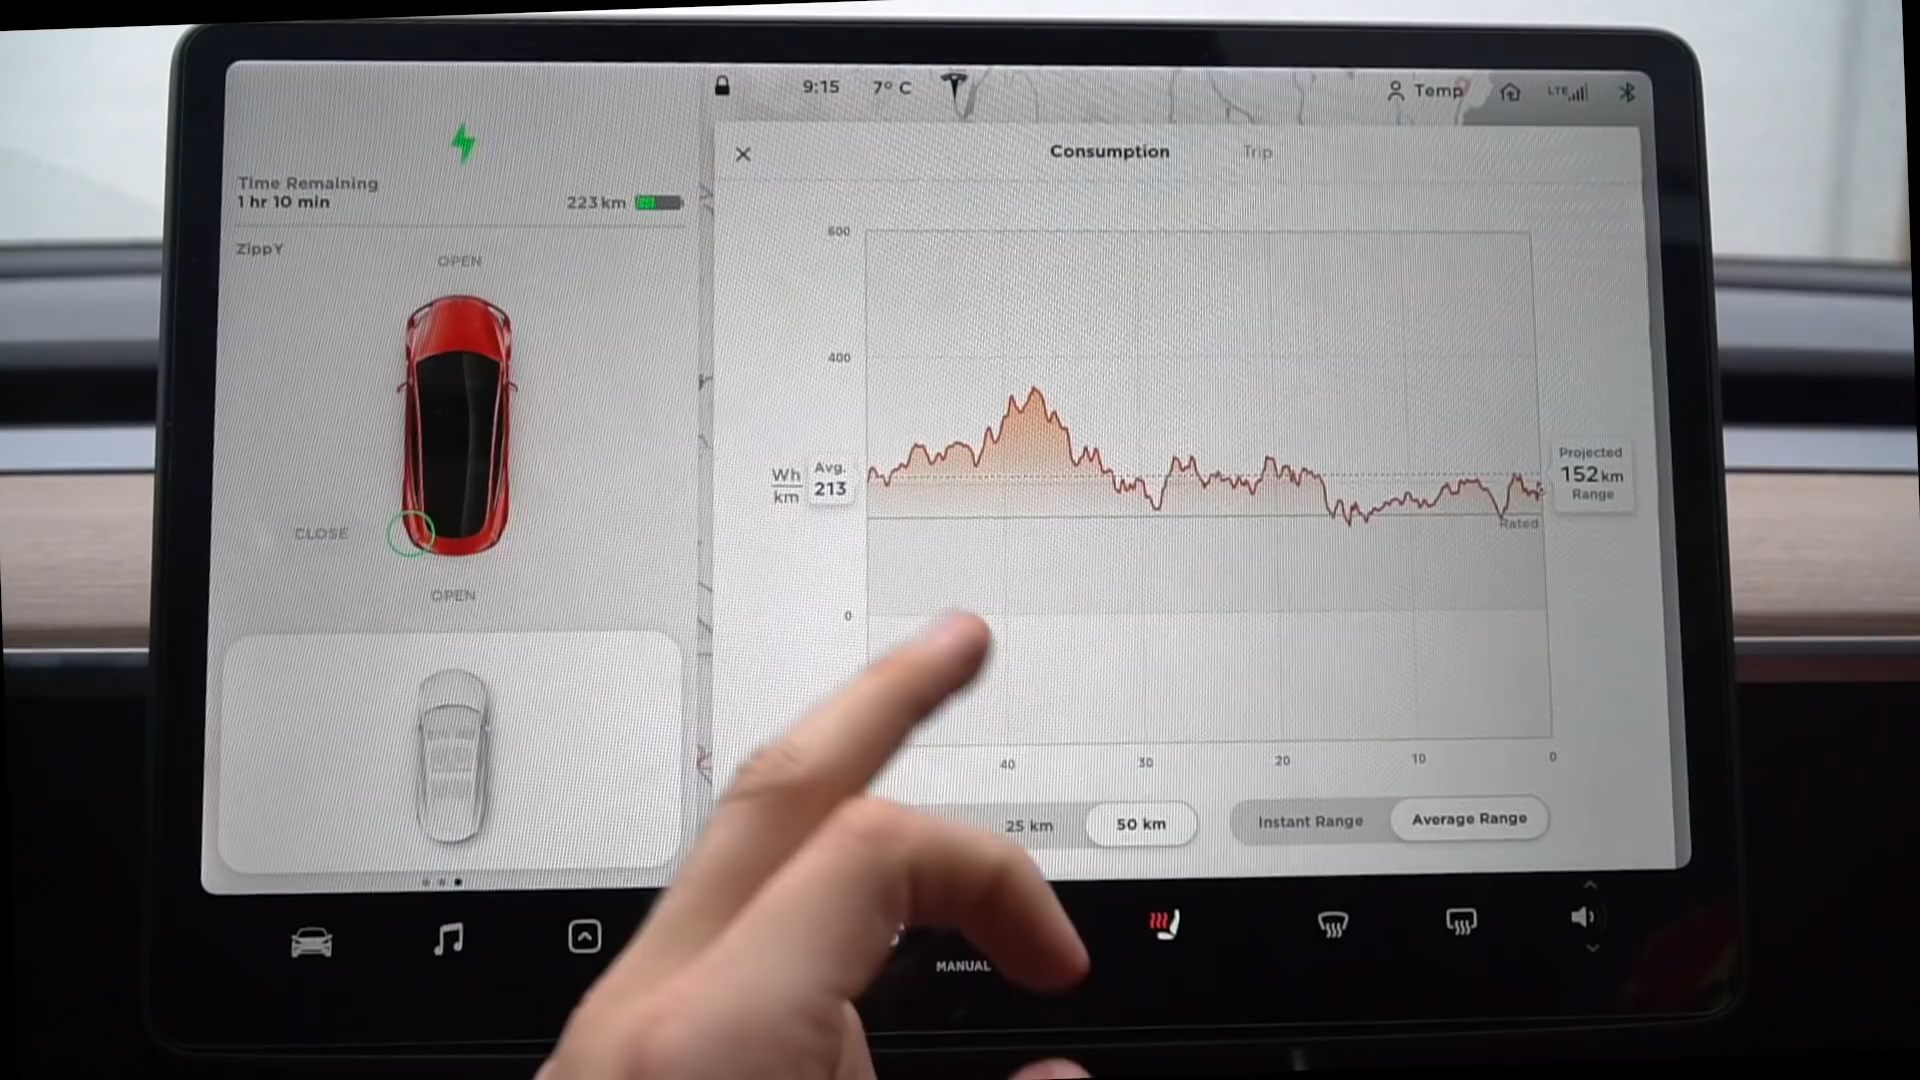 9:15
7° C
Temp
LTE
Time Remaining
1 hr 10 min
223 km
ZippY
OPEN
CLOSE
OPEN
Consumption
Trip
600
400
0
Wh
km
Avg.
213
Projected
152 km
Range
Rated
40
30
20
10
0
25 km
50 km
Instant Range
Average Range
MANUAL